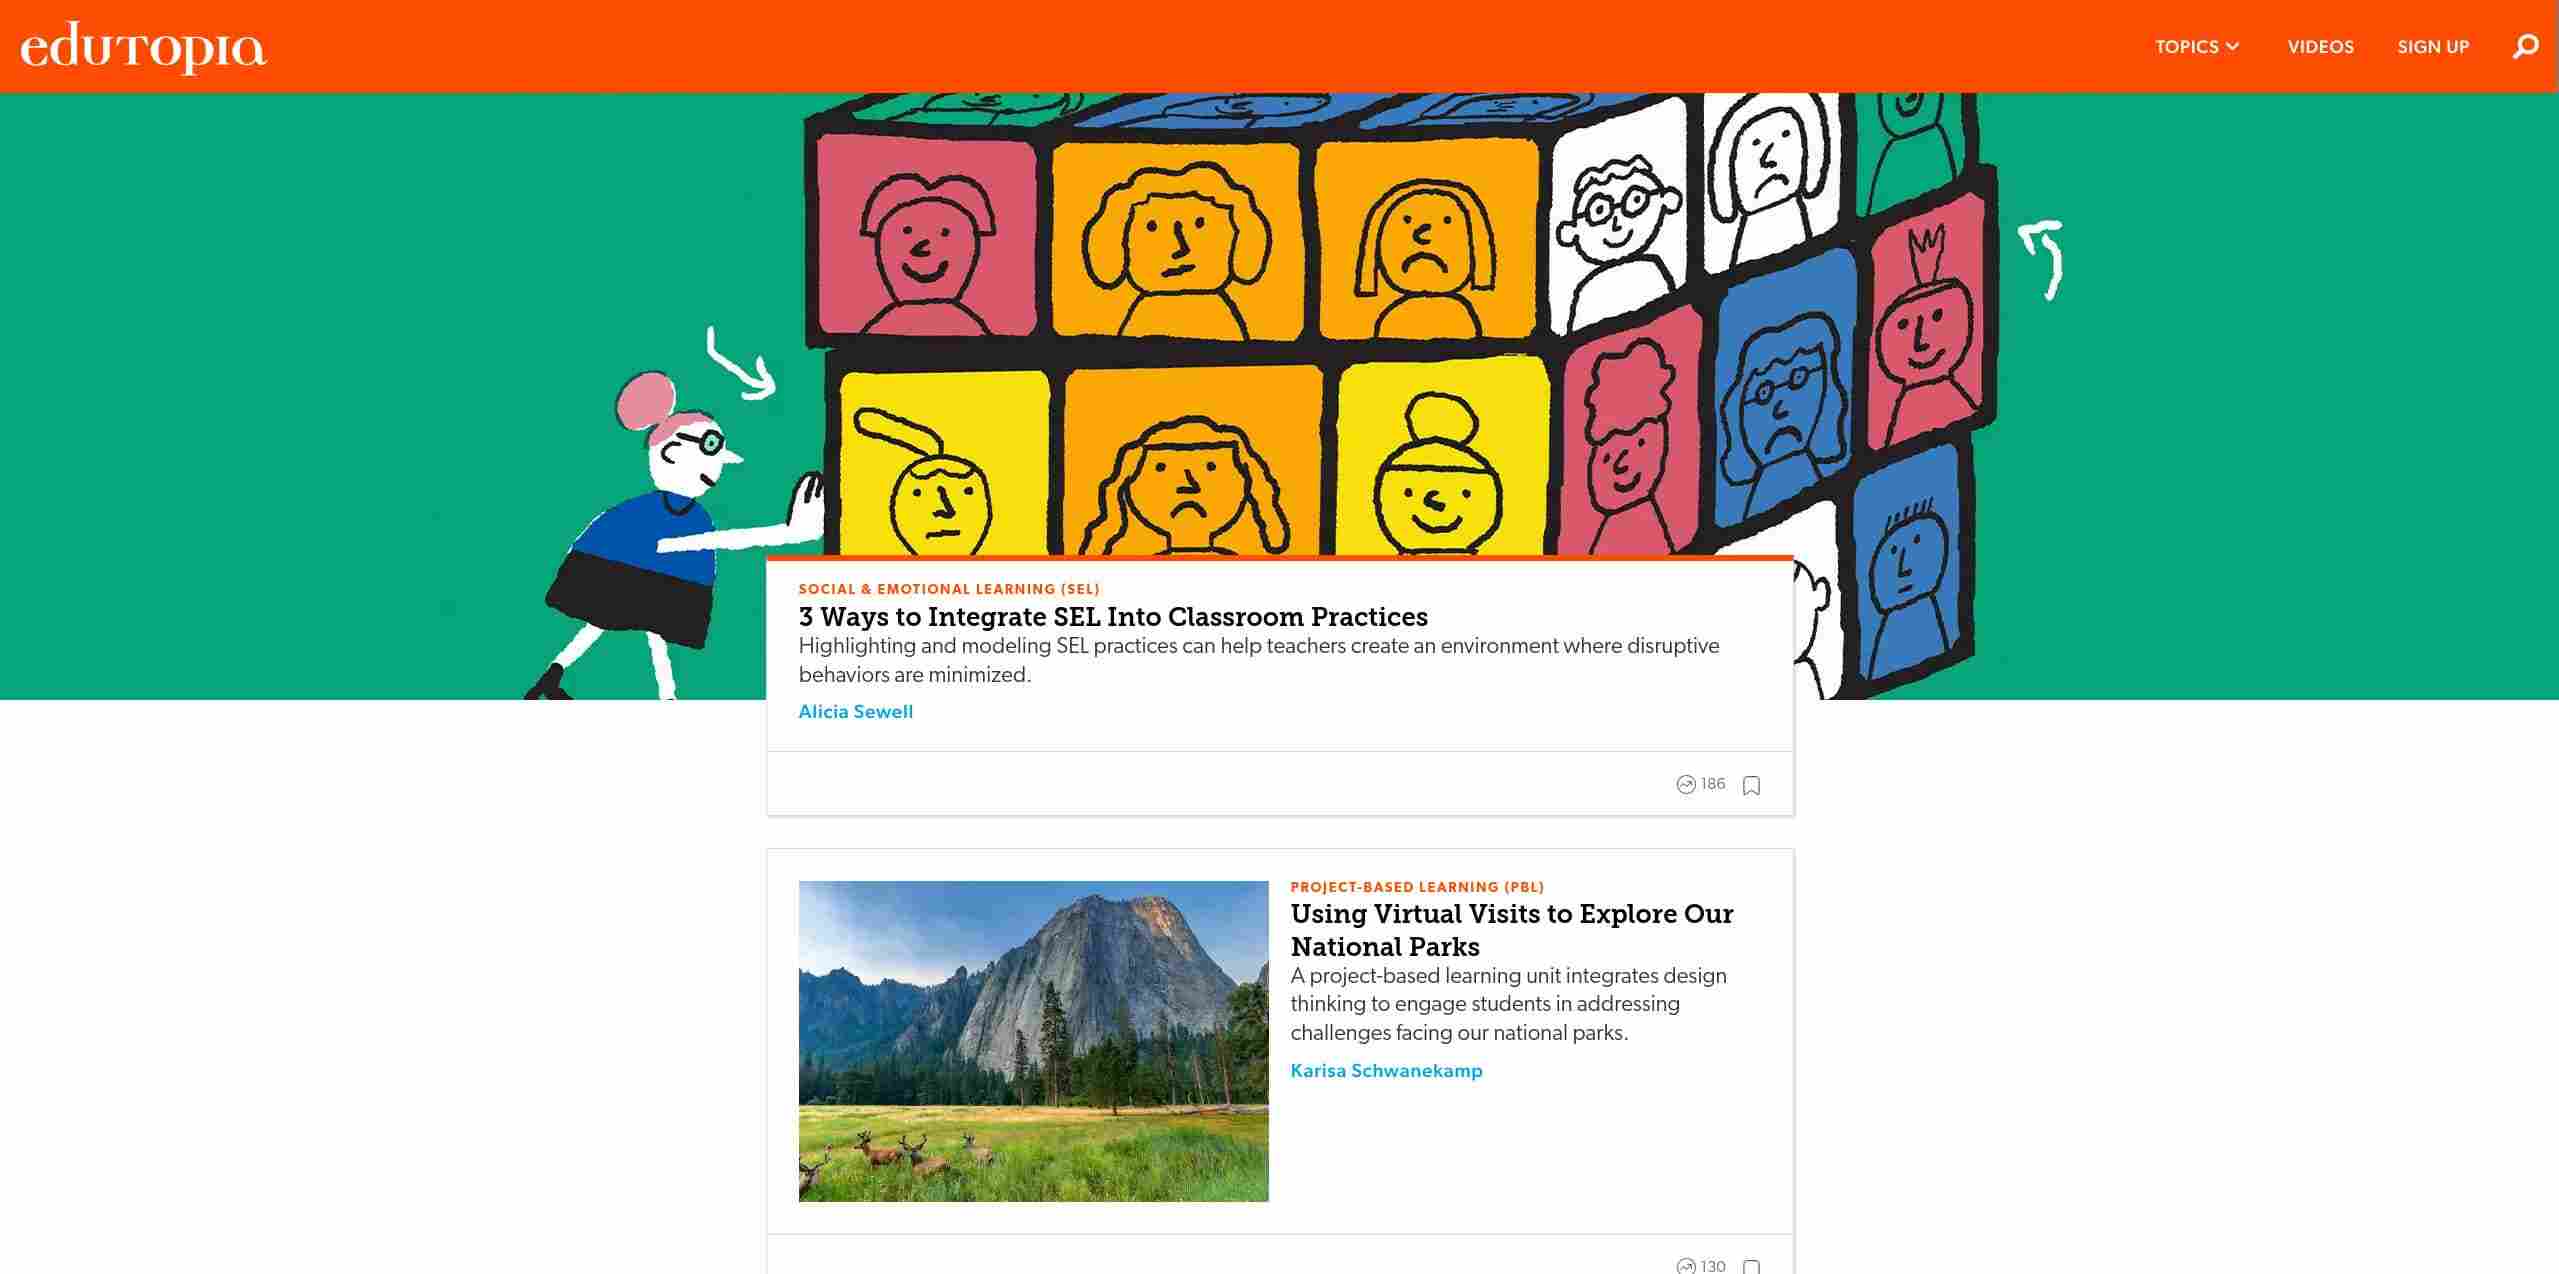 edutopia
TOPICS
VIDEOS
SIGN UP
SOCIAL & EMOTIONAL LEARNING (SEL)
3 Ways to Integrate SEL Into Classroom Practices
Highlighting and modeling SEL practices can help teachers create an environment where disruptive
behaviors are minimized.
Alicia Sewell
186
PROJECT-BASED LEARNING (PBL)
Using Virtual Visits to Explore Our
National Parks
A project-based learning unit integrates design
thinking to engage students in addressing
challenges facing our national parks.
Karisa Schwanekamp
130